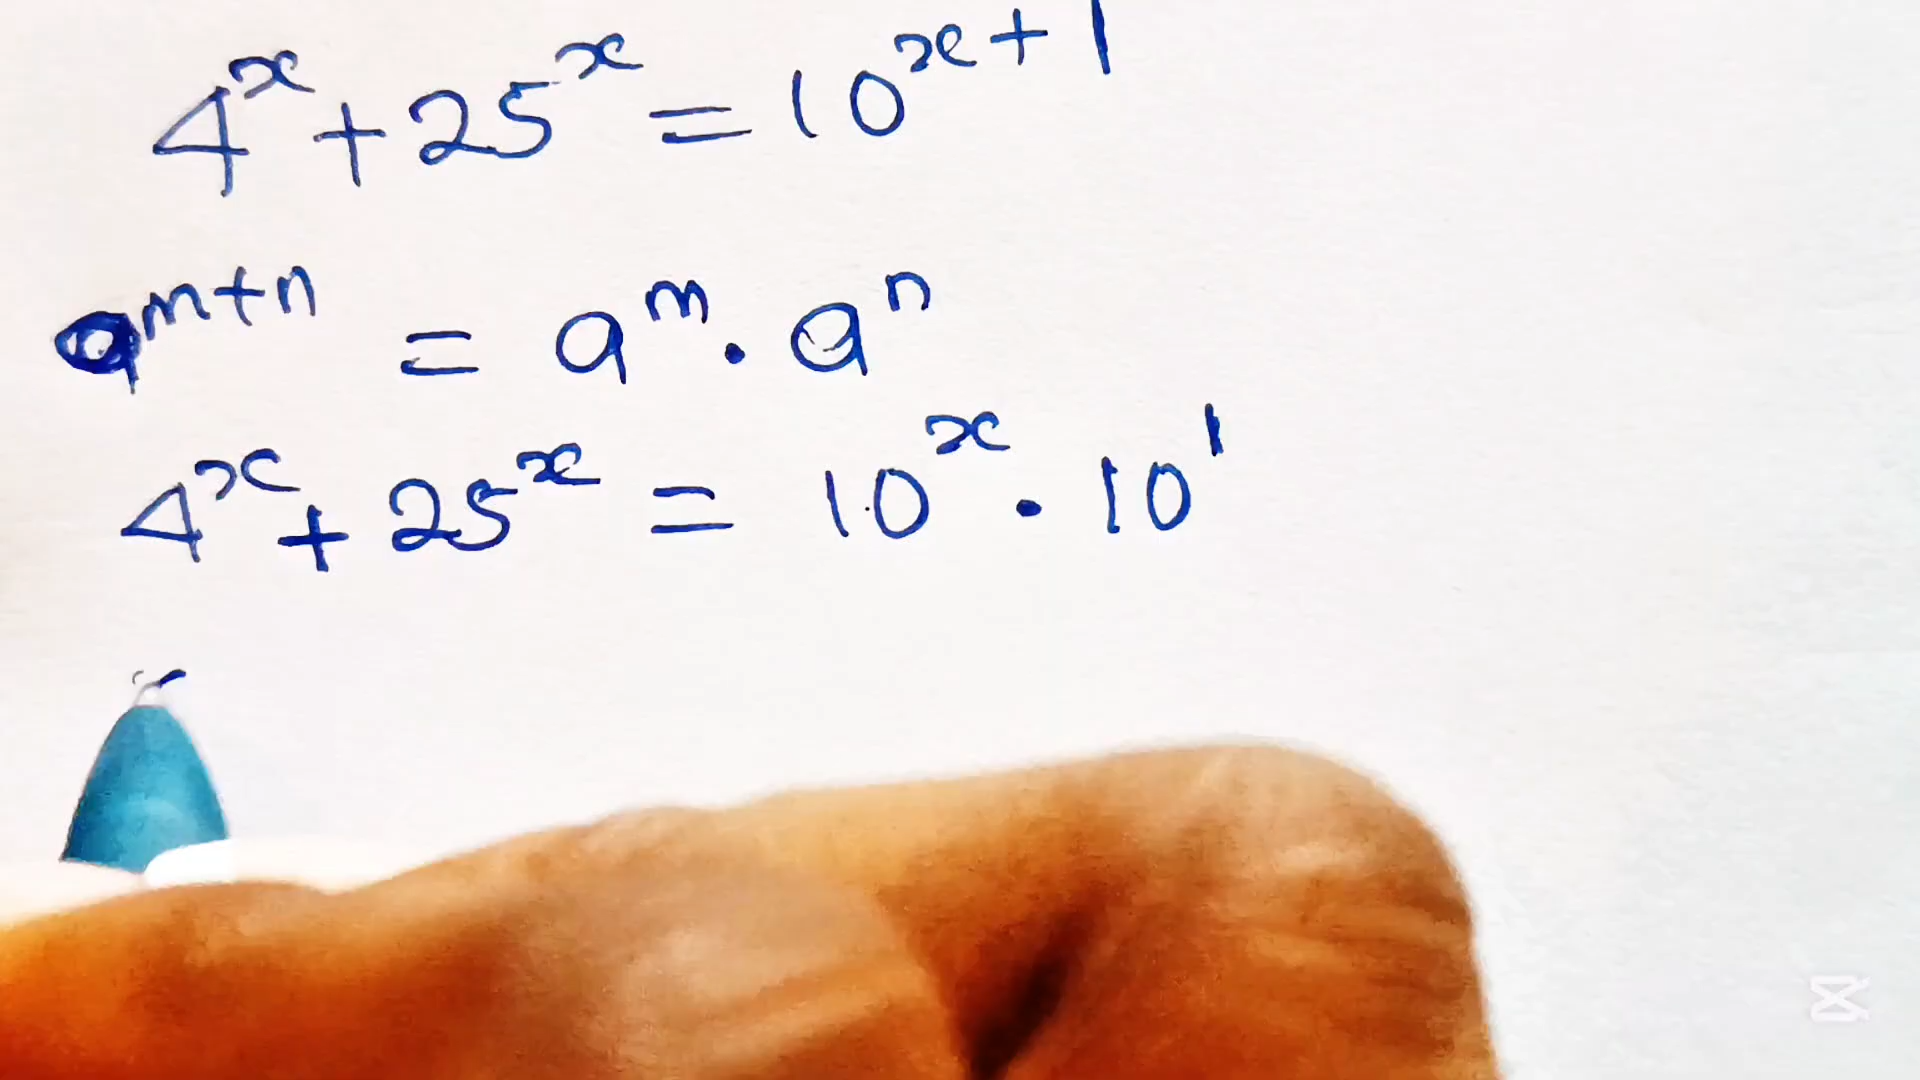 4^x + 25^x = 10^{x+1}
a^{m+n} = a^m · a^n
4^x + 25^x = 10^x · 10^1